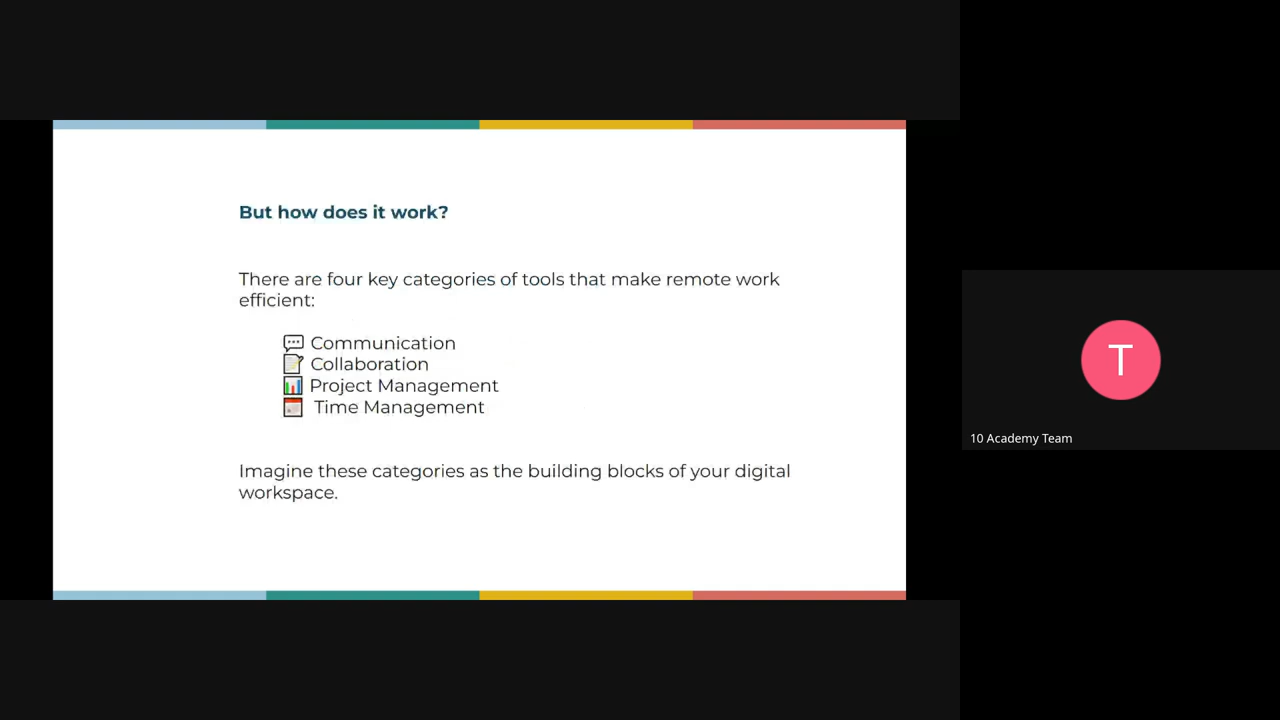 But how does it work?
There are four key categories of tools that make remote work
efficient:
💬 Communication
📝 Collaboration
📊 Project Management
📅 Time Management
Imagine these categories as the building blocks of your digital
workspace.
T
10 Academy Team